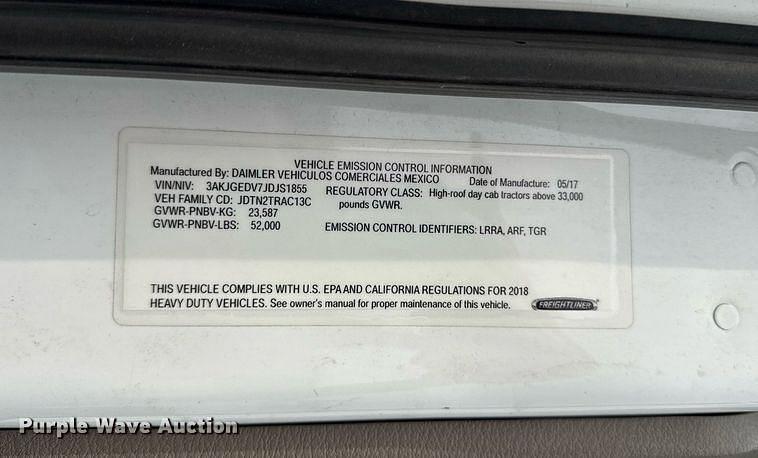 VEHICLE EMISSION CONTROL INFORMATION
Manufactured By: DAIMLER VEHICULOS COMERCIALES MEXICO Date of Manufacture: 05/17
VIN/NIV: 3AKJGEDV7JDJS1855 REGULATORY CLASS: High-roof day cab tractors above 33,000
VEH FAMILY CD: JDTN2TRAC13C pounds GVWR.
GVWR-PNBV-KG: 23,587
GVWR-PNBV-LBS: 52,000 EMISSION CONTROL IDENTIFIERS: LRRA, ARF, TGR
THIS VEHICLE COMPLIES WITH U.S. EPA AND CALIFORNIA REGULATIONS FOR 2018
HEAVY DUTY VEHICLES. See owner's manual for proper maintenance of this vehicle. FREIGHTLINER
Purple Wave Auction